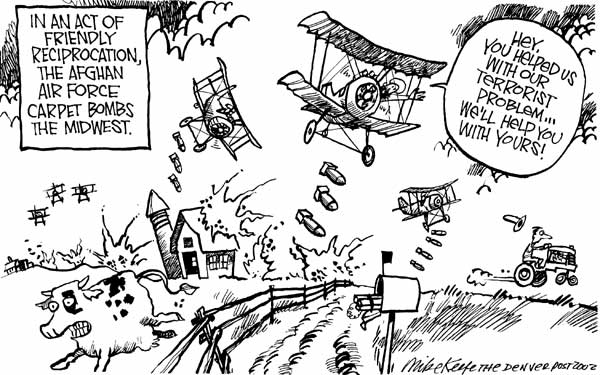 IN AN ACT OF
FRIENDLY
RECIPROCATION,
THE AFGHAN
AIR FORCE
CARPET BOMBS
THE MIDWEST.
HEY,
YOU HELPED US
WITH OUR
TERRORIST
PROBLEM...
WE'LL HELP YOU
WITH YOURS!
Mike Keefe THE DENVER POST 2002